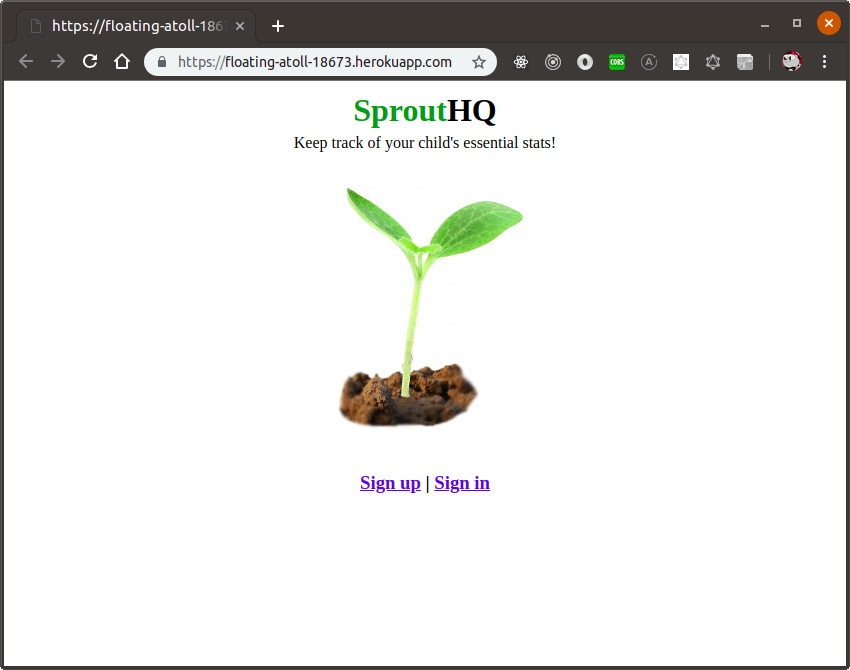 https://floating-atoll-186
https://floating-atoll-18673.herokuapp.com
CORS
A
SproutHQ
Keep track of your child's essential stats!
Sign up | Sign in